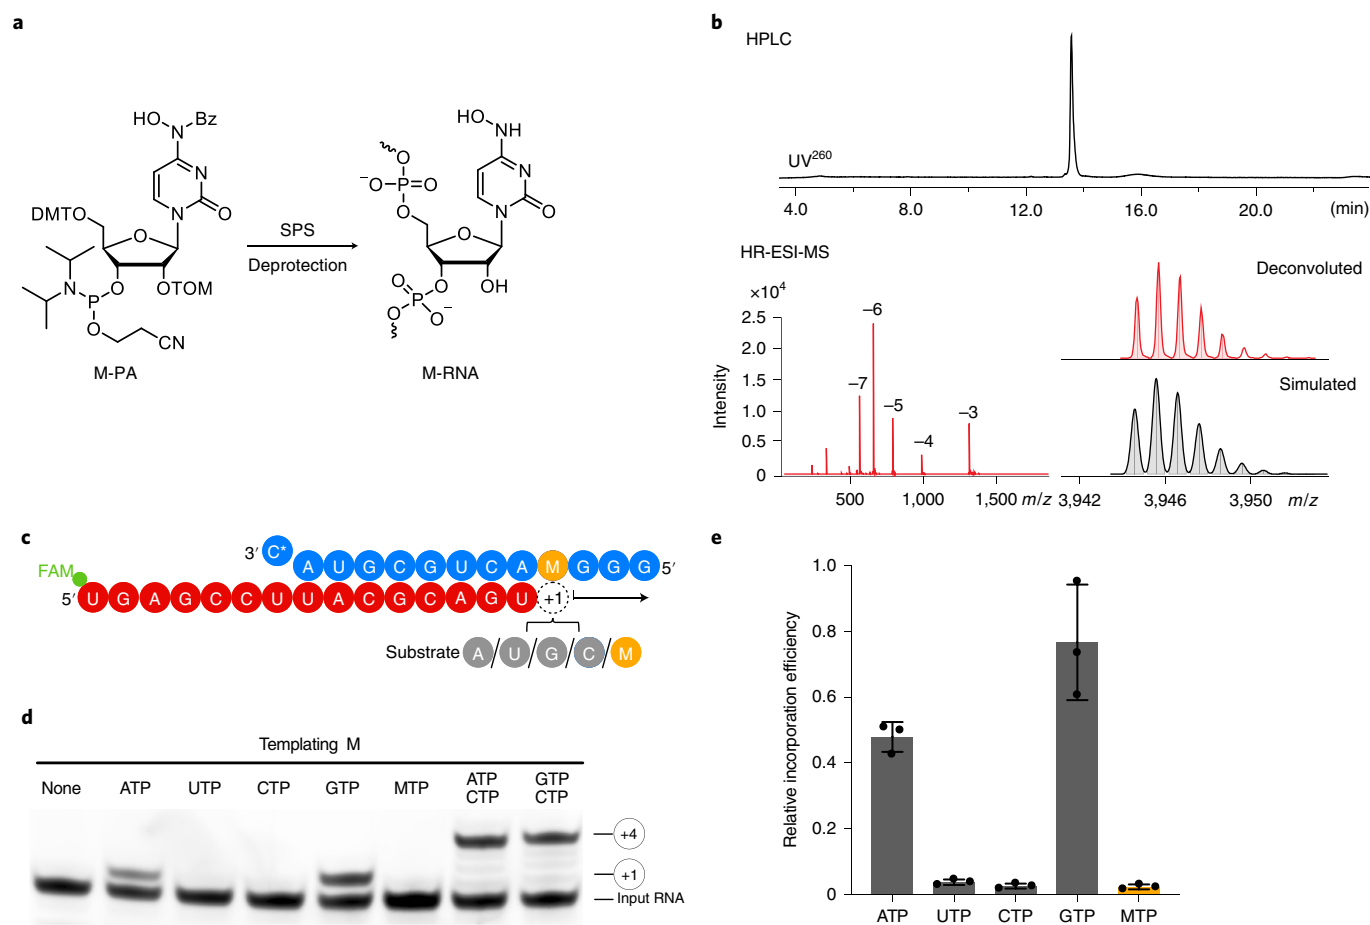 a
HO
N
Bz
N
N
O
DMTO
O
N
P
O
OTOM
O
CN
M-PA
SPS
Deprotection
HO
NH
N
N
O
O
−O
P
O
O
O
O
O
P
O
O−
OH
M-RNA
b
HPLC
UV260
4.0 8.0 12.0 16.0 20.0 (min)
HR-ESI-MS
×10⁴
Intensity
2.5
2.0
1.5
1.0
0.5
0
–7
–6
–5
–4
–3
500 1,000 1,500 m/z
Deconvoluted
Simulated
3,942 3,946 3,950 m/z
c
3′ C* A U G C G U C A M G G G 5′
FAM
5′ U G A G C C U U A C G C A G U +1
Substrate A / U / G / C / M
d
Templating M
None ATP UTP CTP GTP MTP ATP CTP GTP CTP
+4
+1
Input RNA
e
Relative incorporation efficiency
1.0
0.8
0.6
0.4
0.2
0
ATP UTP CTP GTP MTP